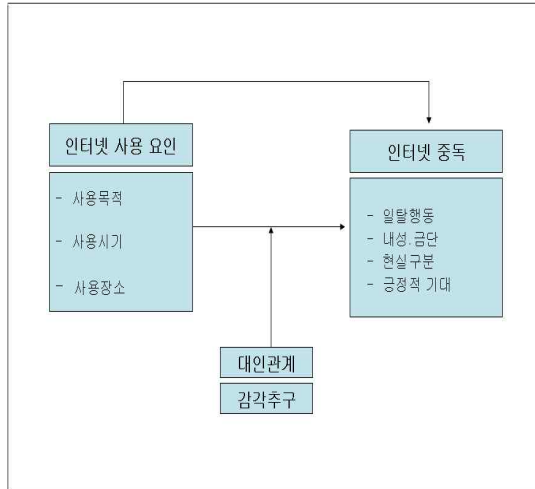 인터넷 사용 요인
- 사용목적
- 사용시기
- 사용장소
인터넷 중독
- 일탈행동
- 내성.금단
- 현실구분
- 긍정적 기대
대인관계
감각추구